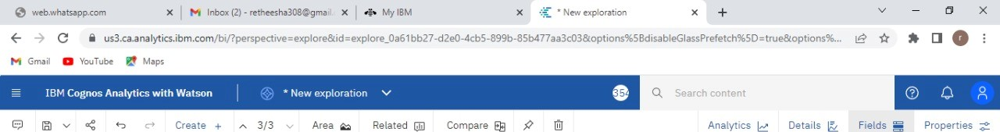 web.whatsapp.com
Inbox (2) - retheesha308@gmail.
My IBM
* New exploration
us3.ca.analytics.ibm.com/bi/?perspective=explore&id=explore_0a61bb27-d2e0-4cb5-899b-85b477aa3c03&options%5BdisableGlassPrefetch%5D=true&options%...
r
Gmail YouTube Maps
IBM Cognos Analytics with Watson
* New exploration
354
Search content
Create + 3/3 Area Related Compare Analytics Details Fields Properties